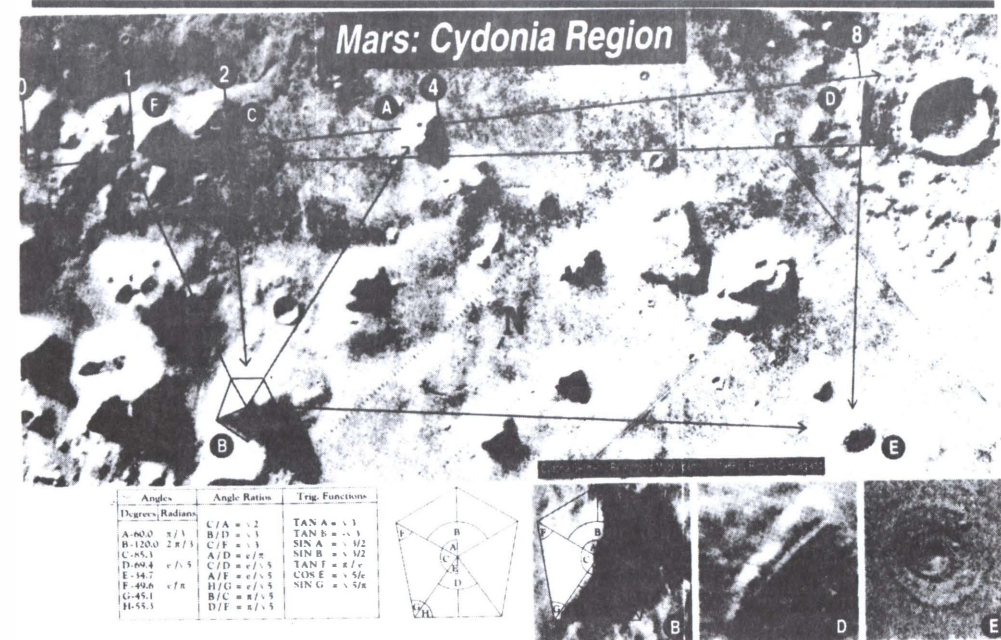 Mars: Cydonia Region
0
1
2
4
8
F
C
A
D
N
B
E
Angles
Degrees Radians
A-60.0 π/3
B-120.0 2π/3
C-85.3
D-69.4 e/√5
E-34.7
F-49.6 e/π
G-45.1
H-55.3
Angle Ratios
C/A = √2
B/D = √3
C/F = √3
A/D = e/π
C/D = e/√5
A/F = e/√5
H/G = e/√5
B/C = π/√5
D/F = π/√5
Trig. Functions
TAN A = √3
TAN B = -√3
SIN A = √3/2
SIN B = √3/2
TAN F = π/e
COS E = √5/e
SIN G = √5/π
F
B
A
C
E
D
G
H
F
B
A
C
G
B
D
E